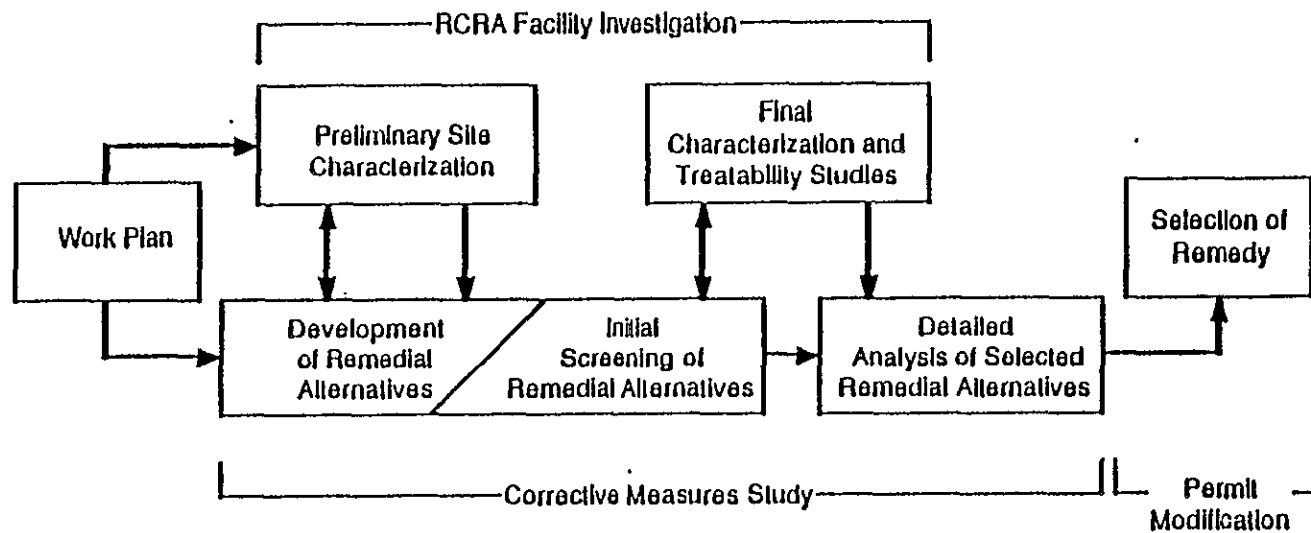 RCRA Facility Investigation
Preliminary Site
Characterization
Final
Characterization and
Treatability Studies
Work Plan
Selection of
Remedy
Development
of Remedial
Alternatives
Initial
Screening of
Remedial Alternatives
Detailed
Analysis of Selected
Remedial Alternatives
Corrective Measures Study
Permit
Modification